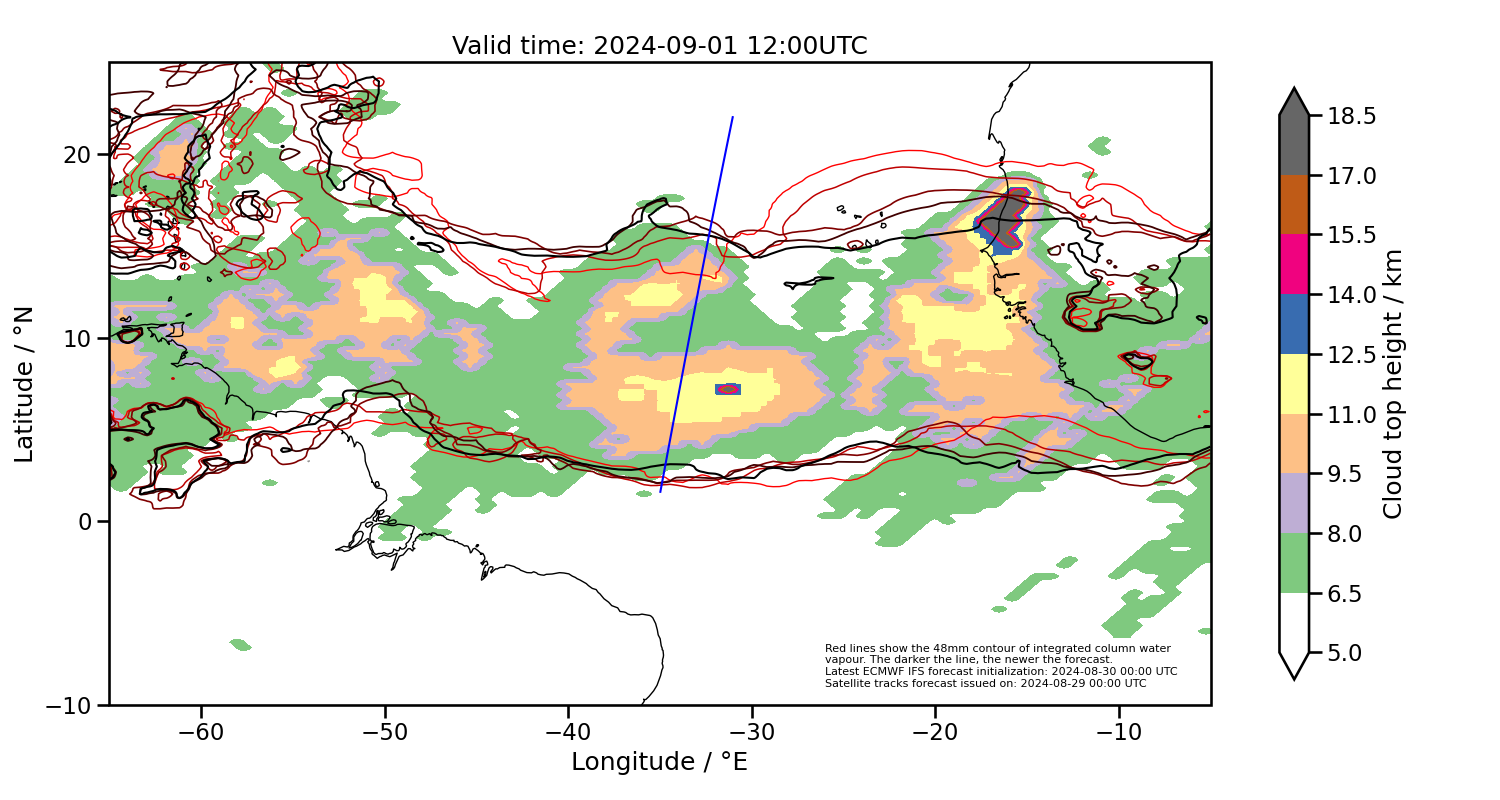 Valid time: 2024-09-01 12:00UTC
20
10
0
−10
Latitude / °N
−60
−50
−40
−30
−20
−10
Longitude / °E
Red lines show the 48mm contour of integrated column water
vapour. The darker the line, the newer the forecast.
Latest ECMWF IFS forecast initialization: 2024-08-30 00:00 UTC
Satellite tracks forecast issued on: 2024-08-29 00:00 UTC
18.5
17.0
15.5
14.0
12.5
11.0
9.5
8.0
6.5
5.0
Cloud top height / km